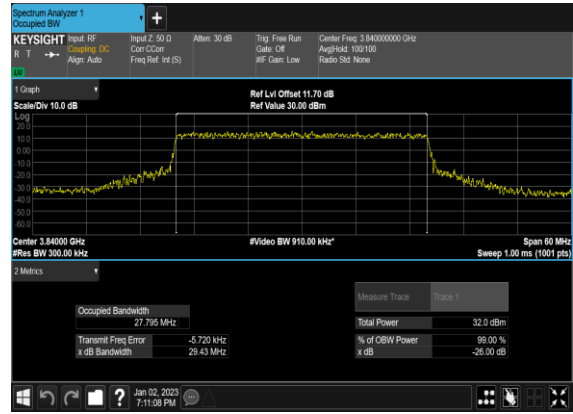 Spectrum Analyzer 1
Occupied BW
+
KEYSIGHT Input: RF Input Z: 50 Ω Atten: 30 dB Trig: Free Run Center Freq: 3.840000000 GHz
R T Coupling: DC Corr CCorr Gate: Off Avg|Hold: 100/100
Align: Auto Freq Ref: Int (S) #IF Gain: Low Radio Std: None
1 Graph Ref Lvl Offset 11.70 dB
Scale/Div 10.0 dB Ref Value 30.00 dBm
Log
20.0
10.0
0.00
-10.0
-20.0
-30.0
-40.0
-50.0
-60.0
Center 3.84000 GHz #Video BW 910.00 kHz* Span 60 MHz
#Res BW 300.00 kHz Sweep 1.00 ms (1001 pts)
2 Metrics
Measure Trace Trace 1
Occupied Bandwidth
27.795 MHz Total Power 32.0 dBm
Transmit Freq Error -5.720 kHz % of OBW Power 99.00 %
x dB Bandwidth 29.43 MHz x dB -26.00 dB
? Jan 02, 2023
7:11:08 PM